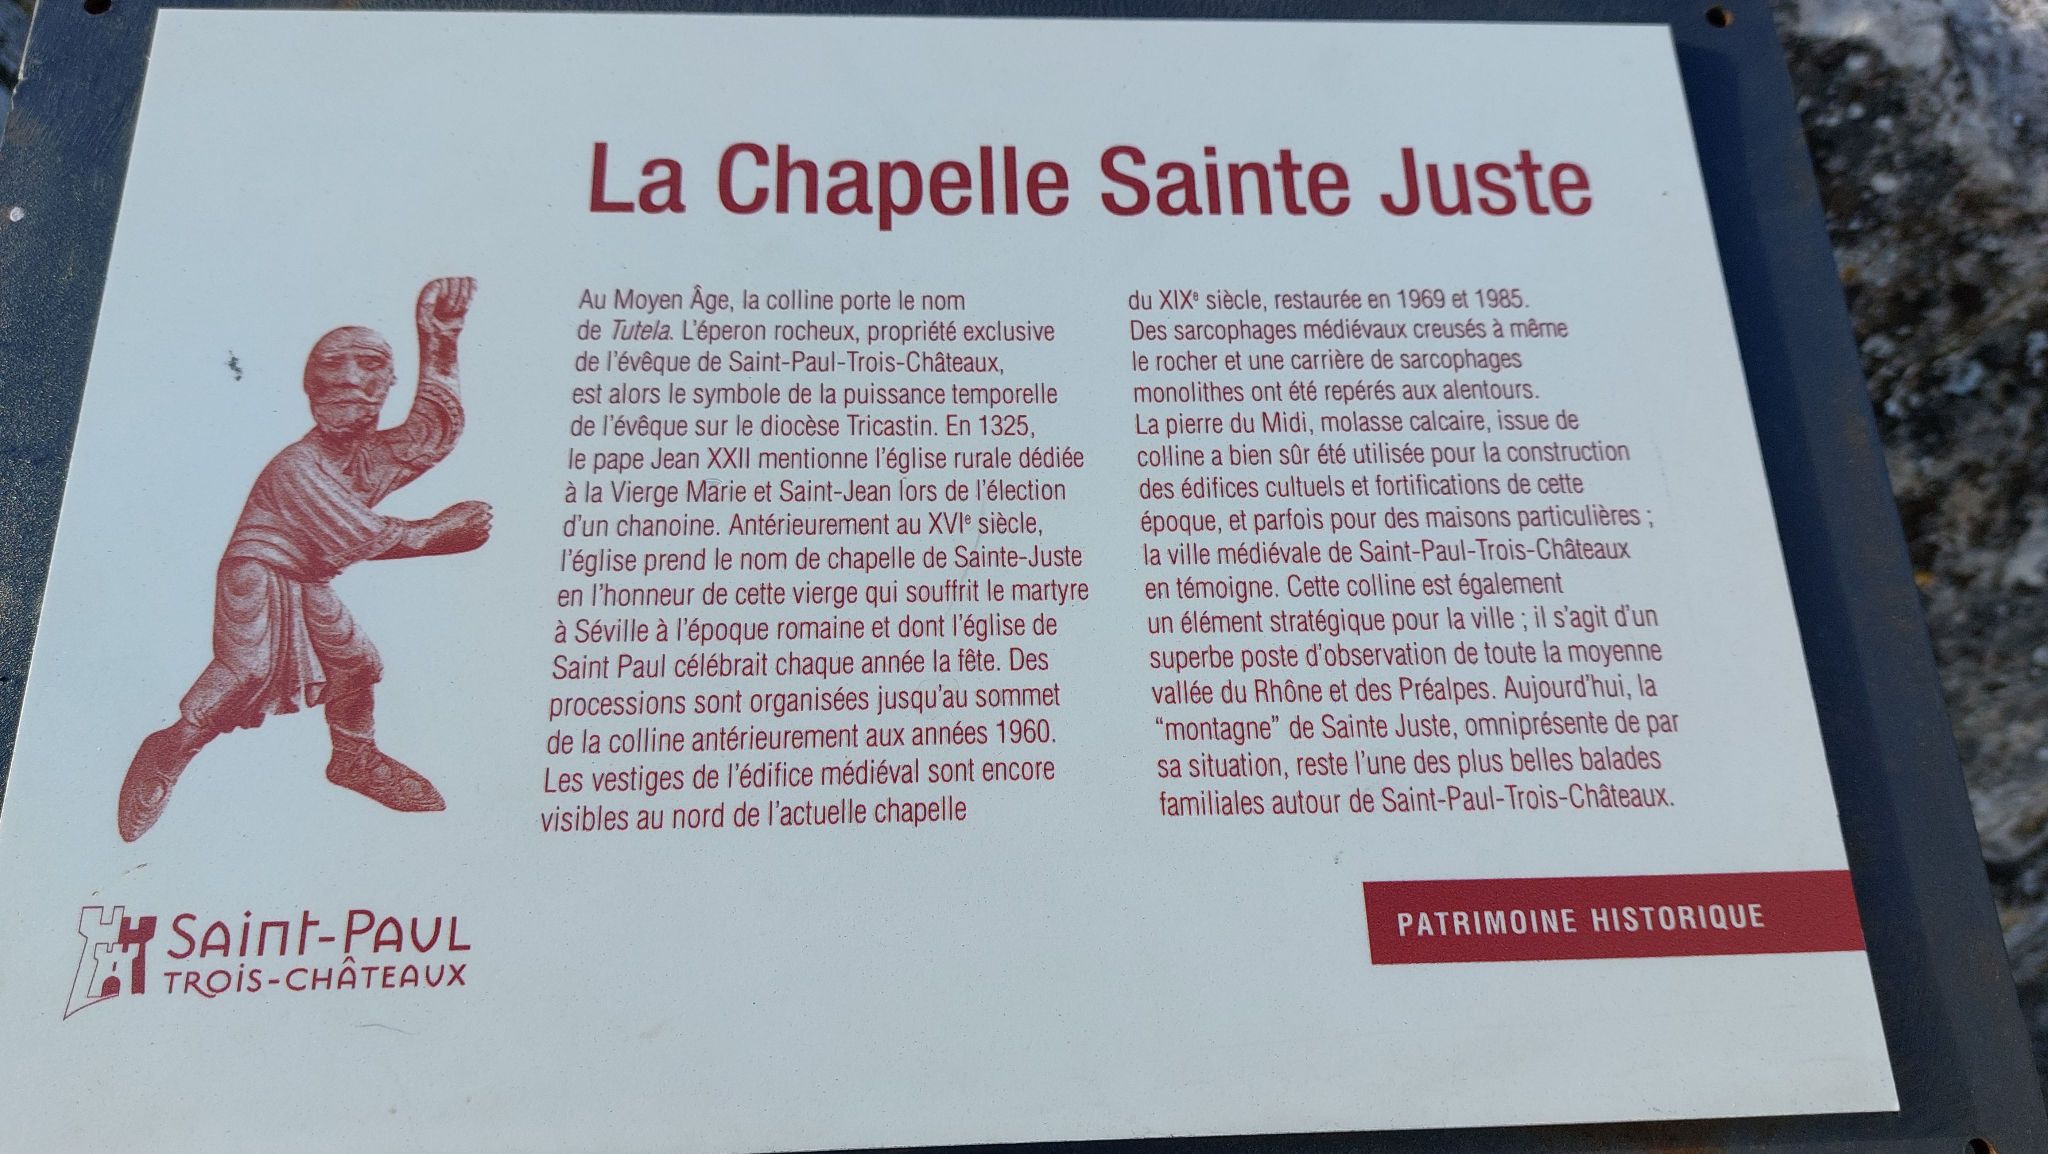 La Chapelle Sainte Juste
Au Moyen Âge, la colline porte le nom
de Tutela. L'éperon rocheux, propriété exclusive
de l'évêque de Saint-Paul-Trois-Châteaux,
est alors le symbole de la puissance temporelle
de l'évêque sur le diocèse Tricastin. En 1325,
le pape Jean XXII mentionne l'église rurale dédiée
à la Vierge Marie et Saint-Jean lors de l'élection
d'un chanoine. Antérieurement au XVIe siècle,
l'église prend le nom de chapelle de Sainte-Juste
en l'honneur de cette vierge qui souffrit le martyre
à Séville à l'époque romaine et dont l'église de
Saint Paul célébrait chaque année la fête. Des
processions sont organisées jusqu'au sommet
de la colline antérieurement aux années 1960.
Les vestiges de l'édifice médiéval sont encore
visibles au nord de l'actuelle chapelle
du XIXe siècle, restaurée en 1969 et 1985.
Des sarcophages médiévaux creusés à même
le rocher et une carrière de sarcophages
monolithes ont été repérés aux alentours.
La pierre du Midi, molasse calcaire, issue de
colline a bien sûr été utilisée pour la construction
des édifices cultuels et fortifications de cette
époque, et parfois pour des maisons particulières ;
la ville médiévale de Saint-Paul-Trois-Châteaux
en témoigne. Cette colline est également
un élément stratégique pour la ville ; il s'agit d'un
superbe poste d'observation de toute la moyenne
vallée du Rhône et des Préalpes. Aujourd'hui, la
"montagne" de Sainte Juste, omniprésente de par
sa situation, reste l'une des plus belles balades
familiales autour de Saint-Paul-Trois-Châteaux.
PATRIMOINE HISTORIQUE
SAINT-PAUL
TROIS-CHÂTEAUX